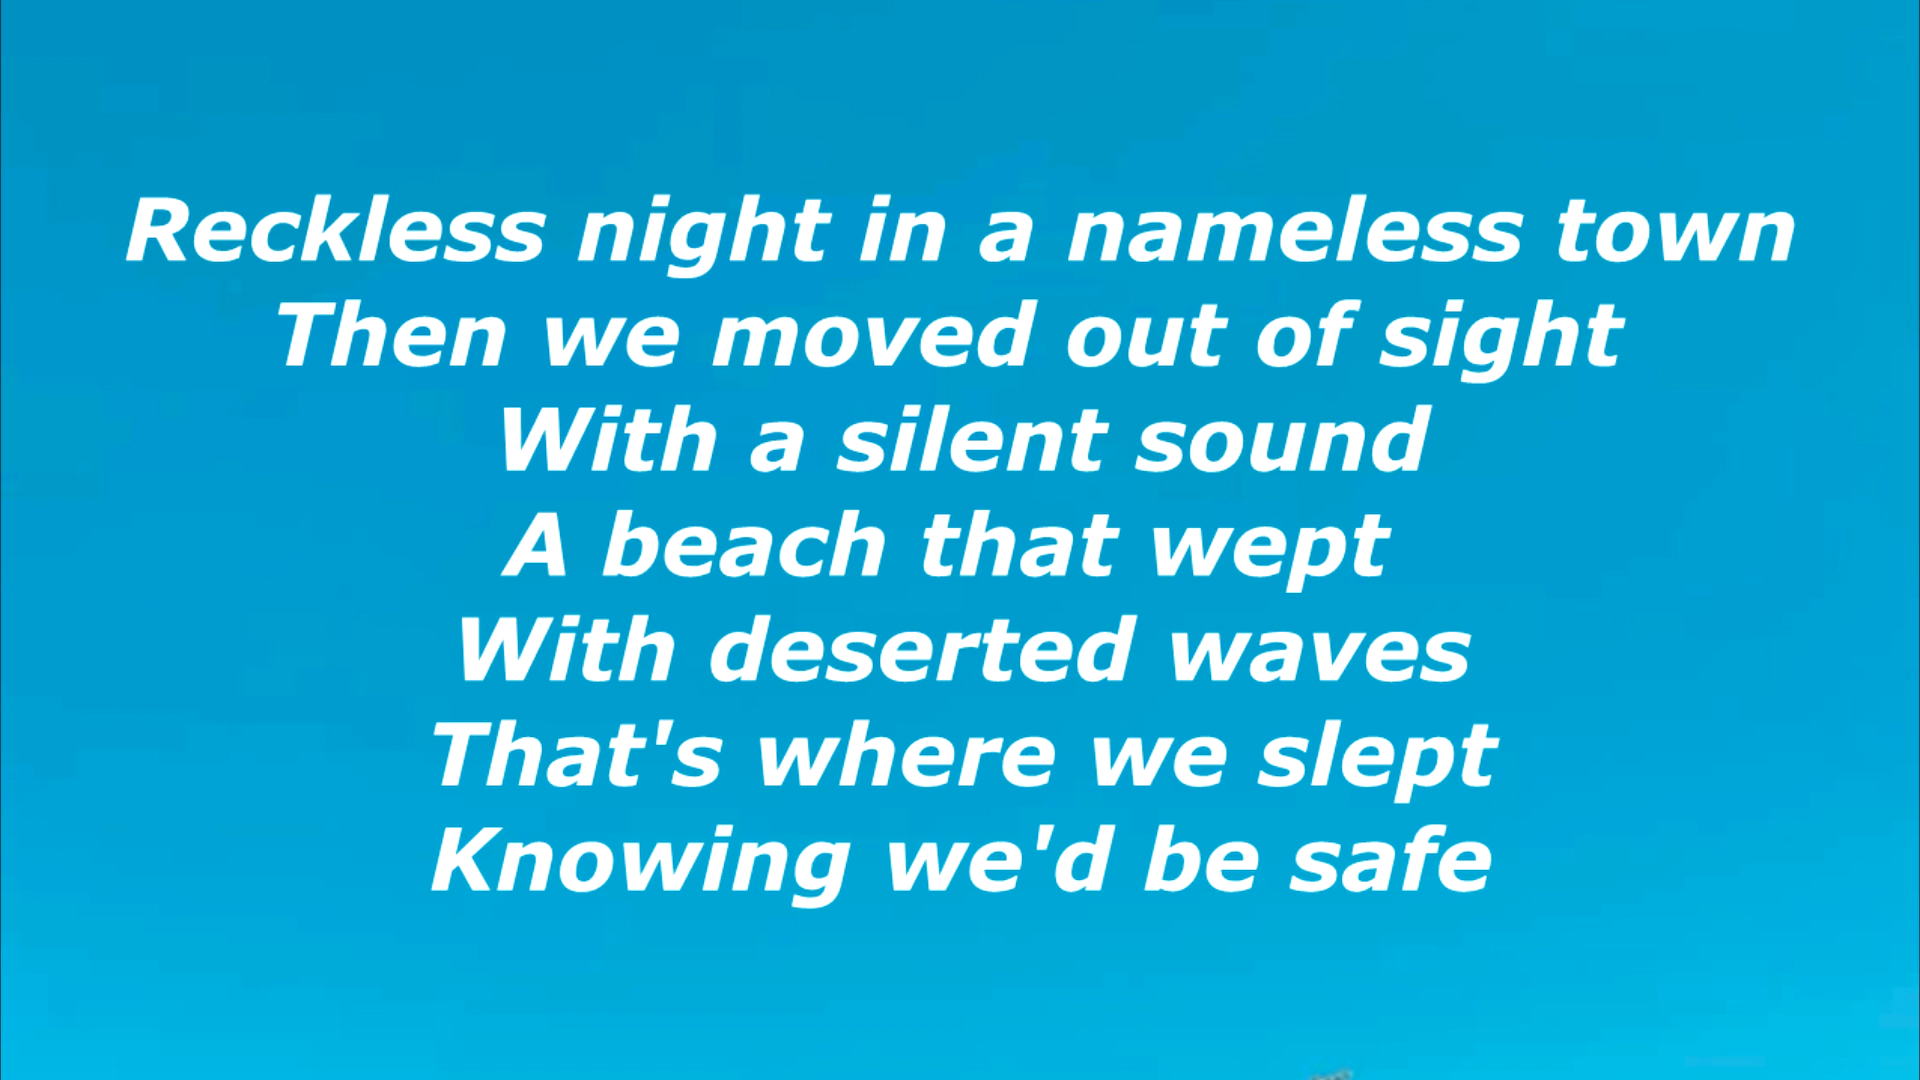 Reckless night in a nameless town
Then we moved out of sight
With a silent sound
A beach that wept
With deserted waves
That's where we slept
Knowing we'd be safe